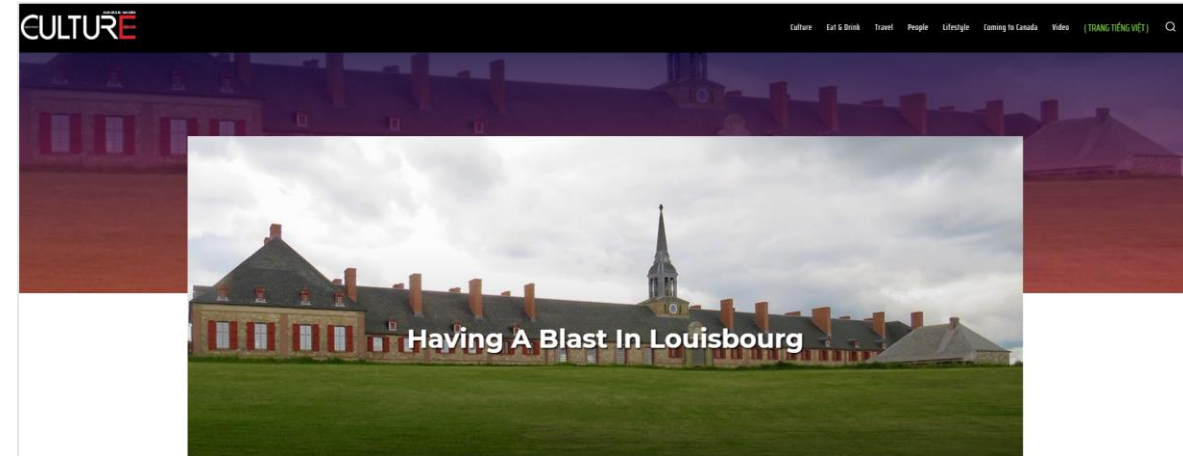 CULTURE
Culture Eat & Drink Travel People Lifestyle Coming to Canada Video ( TRANG TIẾNG VIỆT )
Having A Blast In Louisbourg